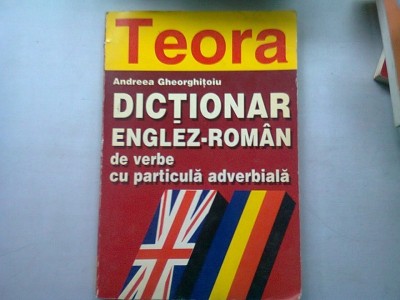 Teora
Andreea Gheorghițoiu
DICȚIONAR
ENGLEZ-ROMÂN
de verbe
cu particulă adverbială